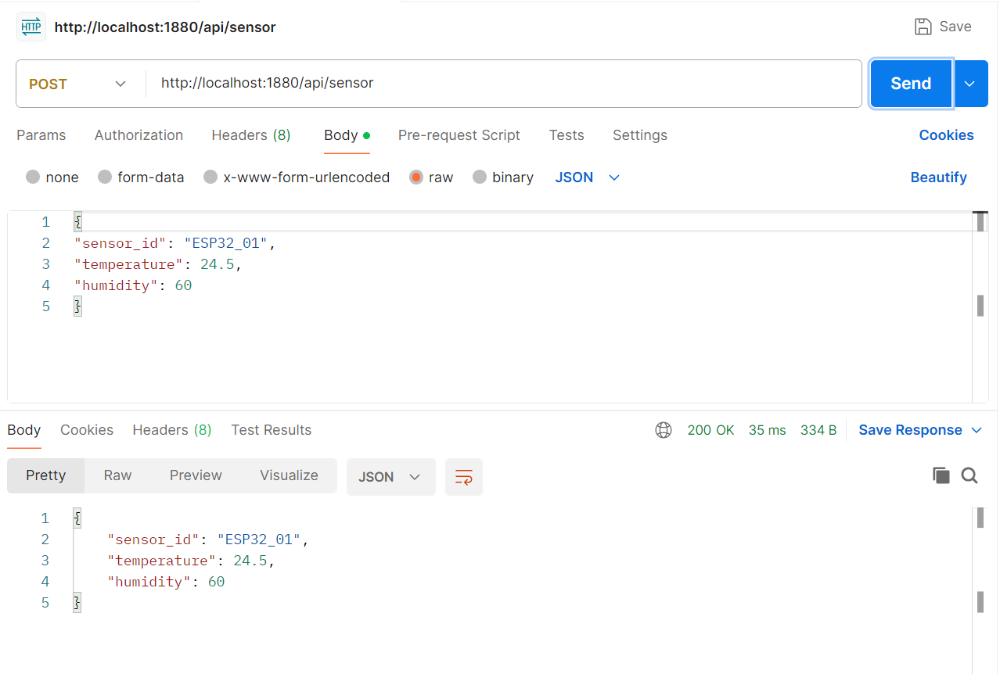 HTTP http://localhost:1880/api/sensor Save
POST http://localhost:1880/api/sensor Send
Params Authorization Headers (8) Body Pre-request Script Tests Settings Cookies
none form-data x-www-form-urlencoded raw binary JSON Beautify
1 {
2 "sensor_id": "ESP32_01",
3 "temperature": 24.5,
4 "humidity": 60
5 }
Body Cookies Headers (8) Test Results 200 OK 35 ms 334 B Save Response
Pretty Raw Preview Visualize JSON
1 {
2 "sensor_id": "ESP32_01",
3 "temperature": 24.5,
4 "humidity": 60
5 }